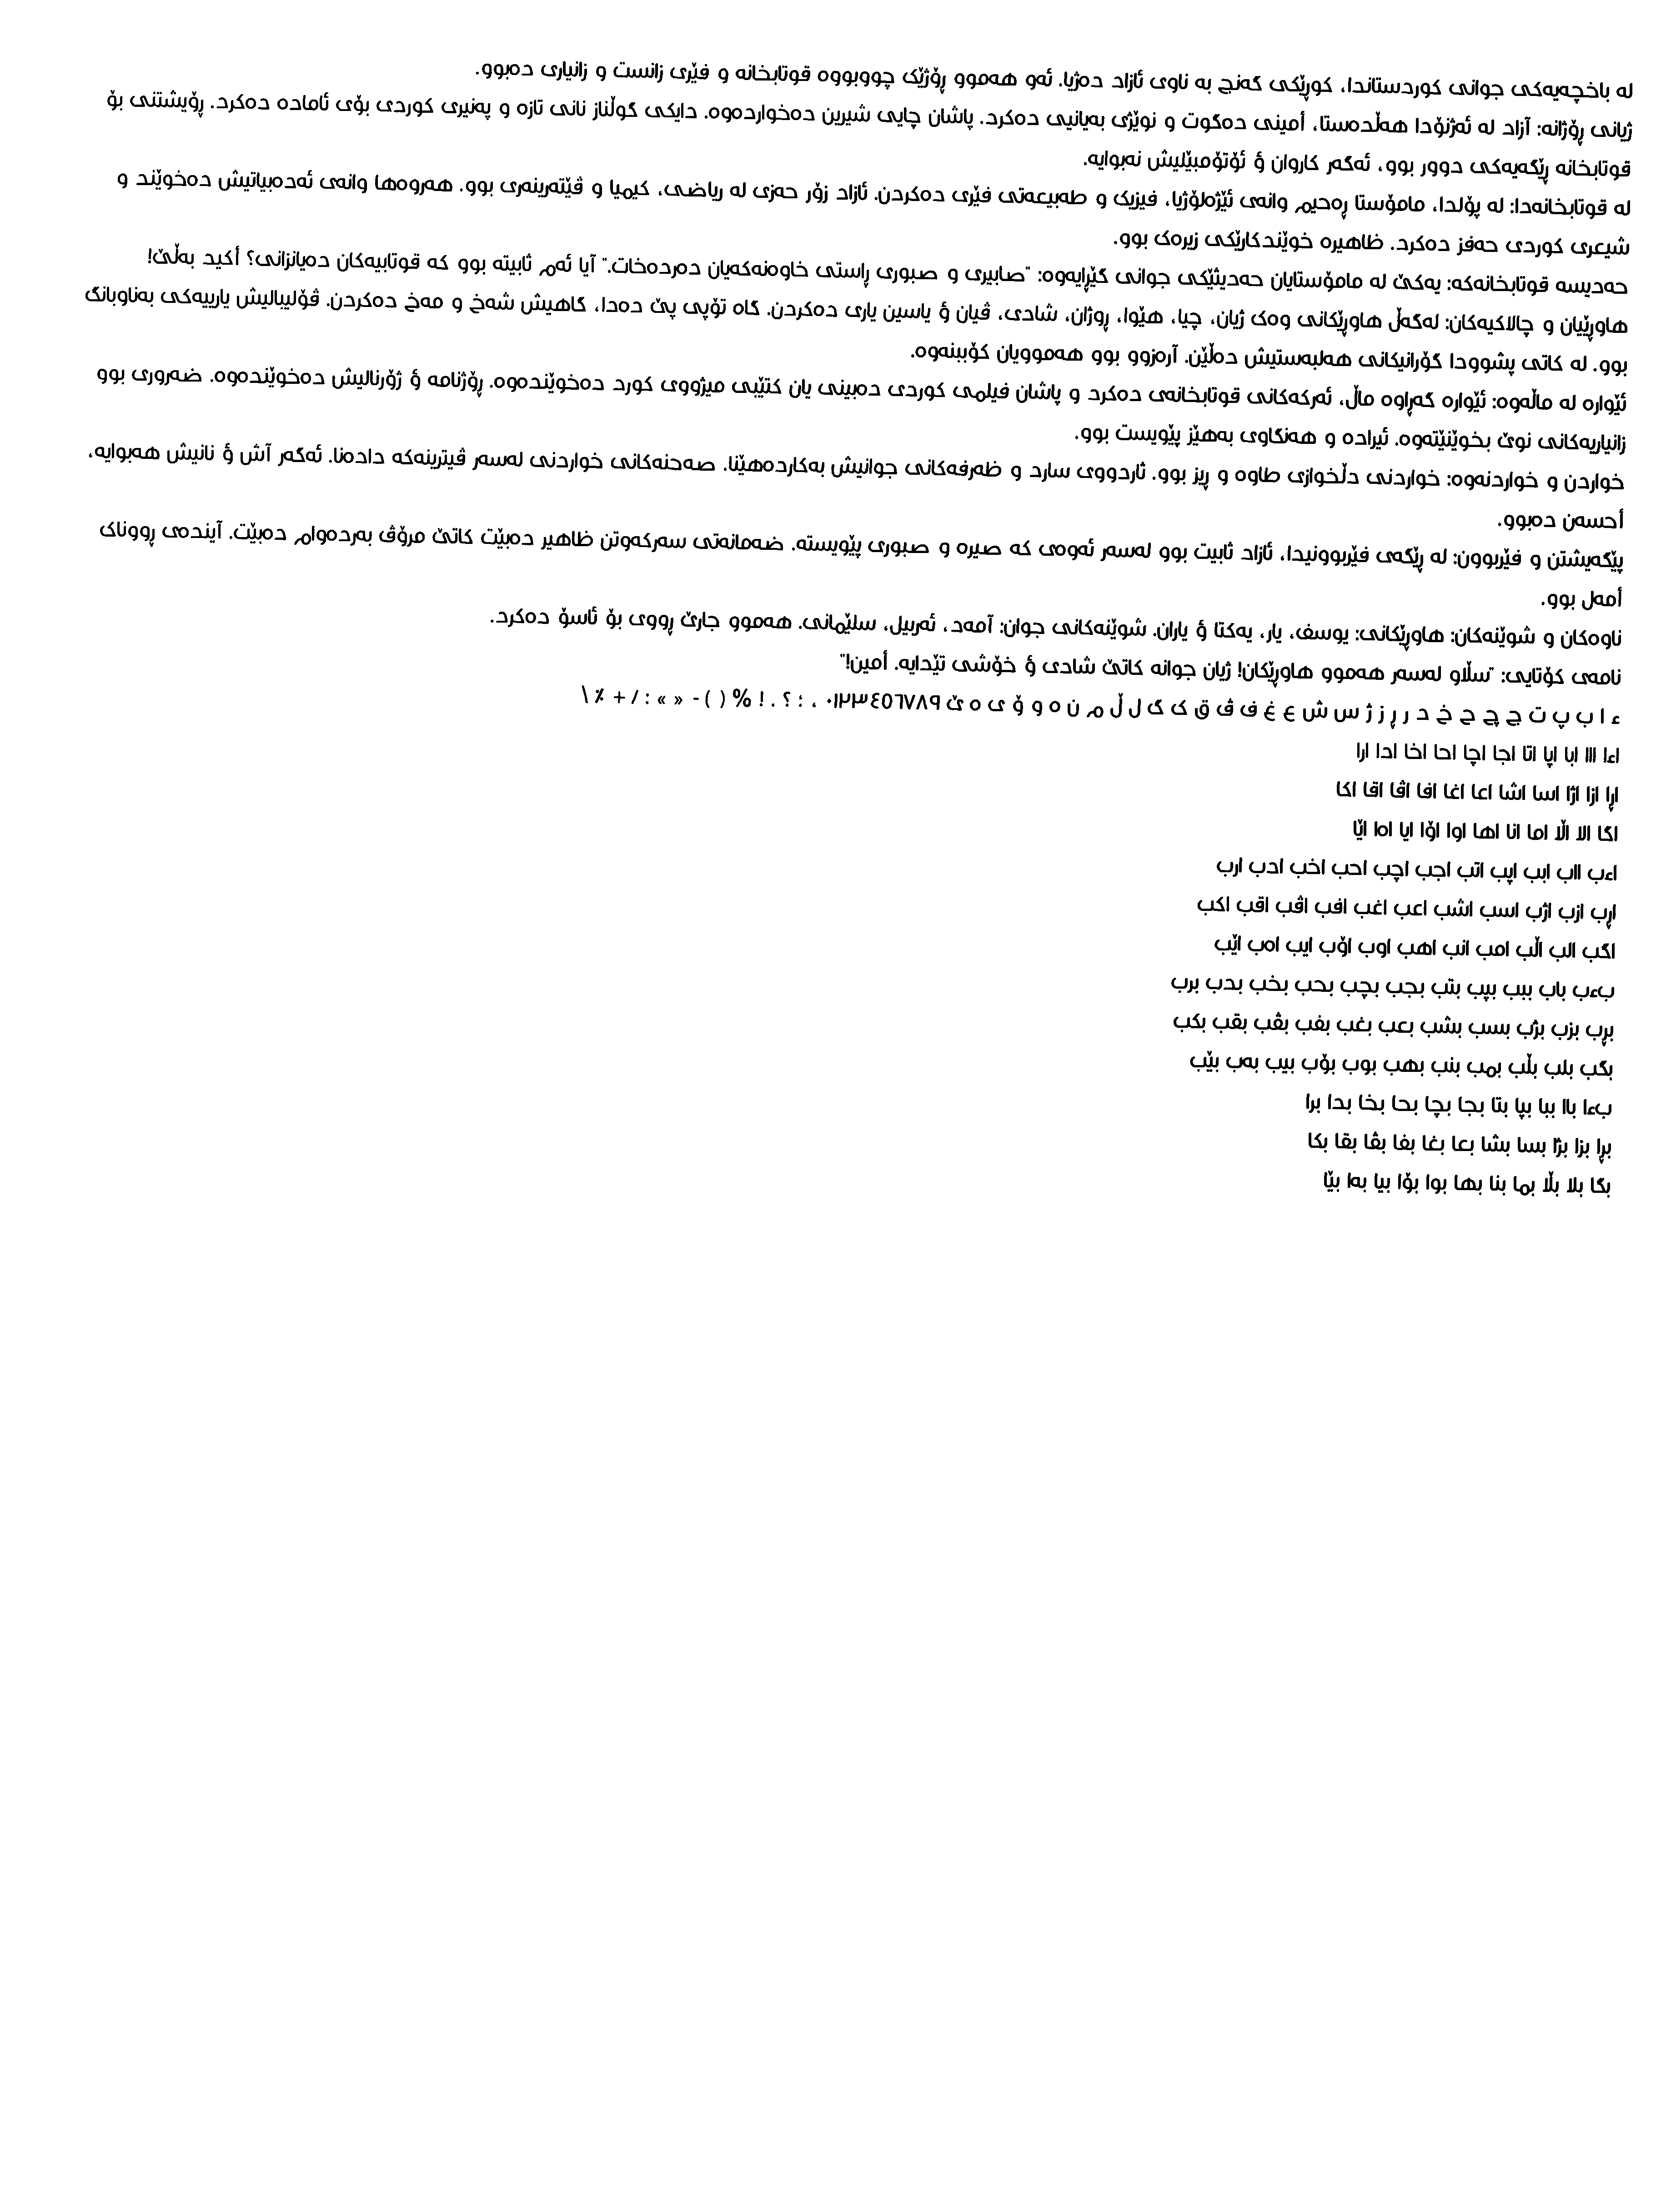 لە باخچەیەکی جوانی کوردستاندا، کوڕێکی گەنج بە ناوی ئازاد دەژیا. ئەو هەموو ڕۆژێک چووبووە قوتابخانە و فێری زانست و زانیاری دەبوو.
ژیانی ڕۆژانە: آزاد لە ئەژنۆدا هەڵدەستا، أمینی دەگوت و نوێژی بەیانیی دەکرد. پاشان چایی شیرین دەخواردەوە. دایکی گوڵناز نانی تازە و پەنیری کوردی بۆی ئامادە دەکرد. ڕۆیشتنی بۆ
قوتابخانە ڕێگەیەکی دوور بوو، ئەگەر کاروان ؤ ئۆتۆمبێلیش نەبوایە.
لە قوتابخانەدا: لە پۆلدا، مامۆستا ڕەحیم وانەی ئێژەلۆژیا، فیزیک و طەبیعەتی فێری دەکردن. ئازاد زۆر حەزی لە ریاضی، کیمیا و ڤێتەرینەری بوو. هەروەها وانەی ئەدەبیاتیش دەخوێند و
شیعری کوردی حەفز دەکرد. ظاهیرە خوێندکارێکی زیرەک بوو.
حەدیسە قوتابخانەکە: یەکێ لە مامۆستایان حەدیثێکی جوانی گێڕایەوە: "صابیری و صبوری ڕاستی خاوەنەکەیان دەردەخات." آیا ئەم ثابیتە بوو کە قوتابیەکان دەیانزانی؟ أکید بەڵێ!
هاوڕێیان و چالاکیەکان: لەگەڵ هاوڕێکانی وەک ژیان، چیا، هێوا، ڕوژان، شادی، ڤیان ؤ یاسین یاری دەکردن. گاە تۆپی پێ دەدا، گاهیش شەخ و مەخ دەکردن. ڤۆلیبالیش یارییەکی بەناوبانگ
بوو. لە کاتی پشوودا گۆرانیکانی هەلبەستیش دەڵێن. آرەزوو بوو هەموویان کۆببنەوە.
ئێوارە لە ماڵەوە: ئێوارە گەڕاوە ماڵ، ئەرکەکانی قوتابخانەی دەکرد و پاشان فیلمی کوردی دەبینی یان کتێبی میژووی کورد دەخوێندەوە. ڕۆژنامە ؤ ژۆرنالیش دەخوێندەوە. ضەروری بوو
زانیاریەکانی نوێ بخوێنێتەوە. ئیرادە و هەنگاوی بەهێز پێویست بوو.
خواردن و خواردنەوە: خواردنی دڵخوازی طاوە و ڕیز بوو. ثاردووی سارد و ظەرفەکانی جوانیش بەکاردەهێنا. صەحنەکانی خواردنی لەسەر ڤیترینەکە دادەنا. ئەگەر آش ؤ نانیش هەبوایە،
أحسەن دەبوو.
پێگەیشتن و فێربوون: لە ڕێگەی فێربوونیدا، ئازاد ثابیت بوو لەسەر ئەوەی کە صیرە و صبوری پێویستە. ضەمانەتی سەرکەوتن ظاهیر دەبێت کاتێ مرۆڤ بەردەوام دەبێت. آیندەی ڕووناک
أمەل بوو.
ناوەکان و شوێنەکان: هاوڕێکانی: یوسف، یار، یەکتا ؤ یاران. شوێنەکانی جوان: آمەد، ئەربیل، سلێمانی. هەموو جارێ ڕووی بۆ ئاسۆ دەکرد.
نامەی کۆتایی: "سڵاو لەسەر هەموو هاوڕێکان! ژیان جوانە کاتێ شادی ؤ خۆشی تێدایە. أمین!"
ء ا ب پ ت ج چ ح خ د ر ڕ ز ژ س ش ع غ ف ڤ ق ک گ ل ڵ م ن ە و ۆ ی ە ێ ٠١٢٣٤٥٦٧٨٩ ، ؛ ؟ . ! % ( ) - « » : / + ٪ \
اءا ااا ابا اپا اتا اجا اچا احا اخا ادا ارا
اڕا ازا اژا اسا اشا اعا اغا افا اڤا اقا اکا
اگا الا اڵا اما انا اها اوا اۆا ایا اەا اێا
اءب ااب ابب اپب اتب اجب اچب احب اخب ادب ارب
اڕب ازب اژب اسب اشب اعب اغب افب اڤب اقب اکب
اگب الب اڵب امب انب اهب اوب اۆب ایب اەب اێب
بءب باب ببب بپب بتب بجب بچب بحب بخب بدب برب
بڕب بزب بژب بسب بشب بعب بغب بفب بڤب بقب بکب
بگب بلب بڵب بمب بنب بهب بوب بۆب بیب بەب بێب
بءا باا ببا بپا بتا بجا بچا بحا بخا بدا برا
بڕا بزا بژا بسا بشا بعا بغا بفا بڤا بقا بکا
بگا بلا بڵا بما بنا بها بوا بۆا بیا بەا بێا